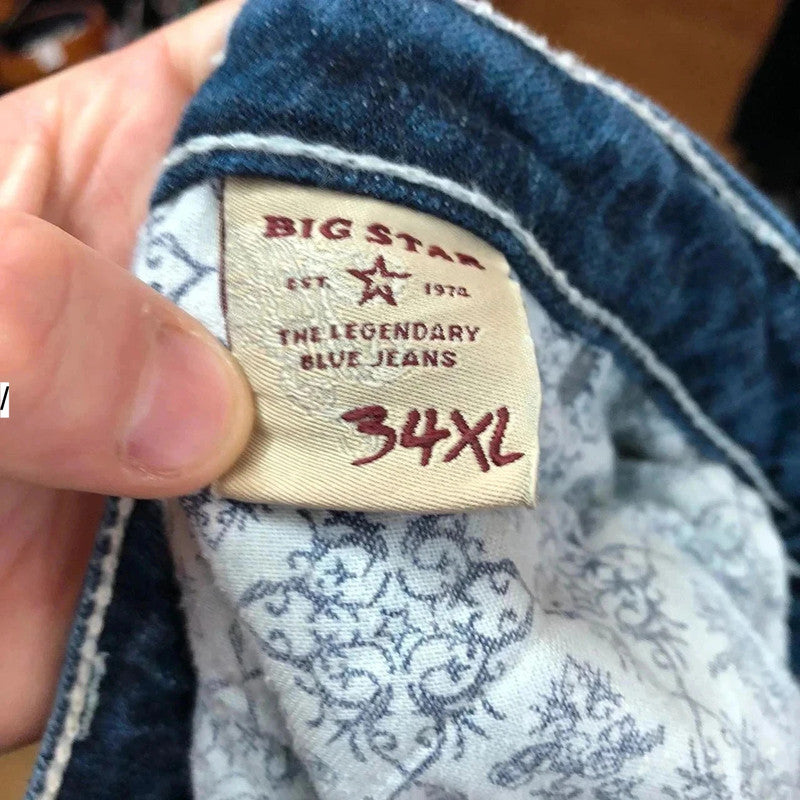 BIG STAR
EST. 1974
THE LEGENDARY
BLUE JEANS
34XL
/